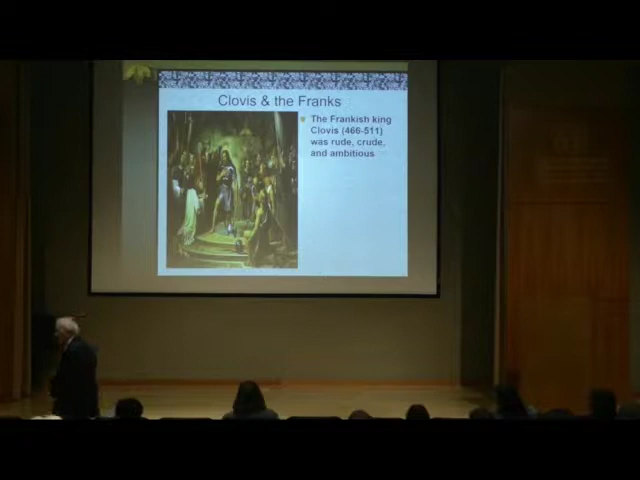 Clovis & the Franks
The Frankish king
Clovis (466-511)
was rude, crude,
and ambitious